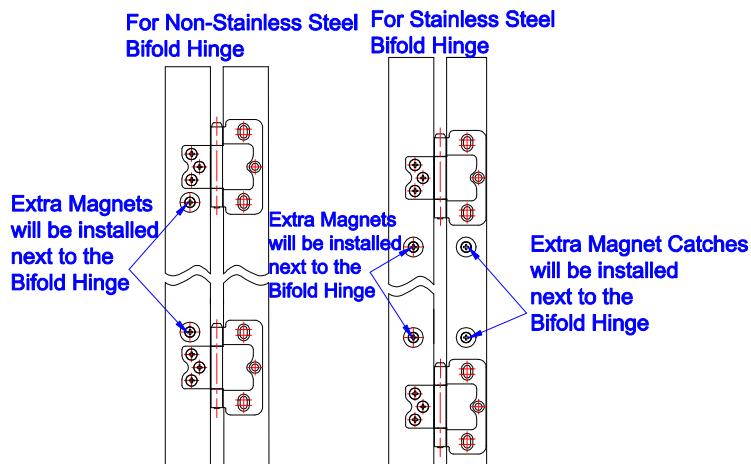 For Non-Stainless Steel
Bifold Hinge
For Stainless Steel
Bifold Hinge
Extra Magnets
will be installed
next to the
Bifold Hinge
Extra Magnets
will be installed
next to the
Bifold Hinge
Extra Magnet Catches
will be installed
next to the
Bifold Hinge